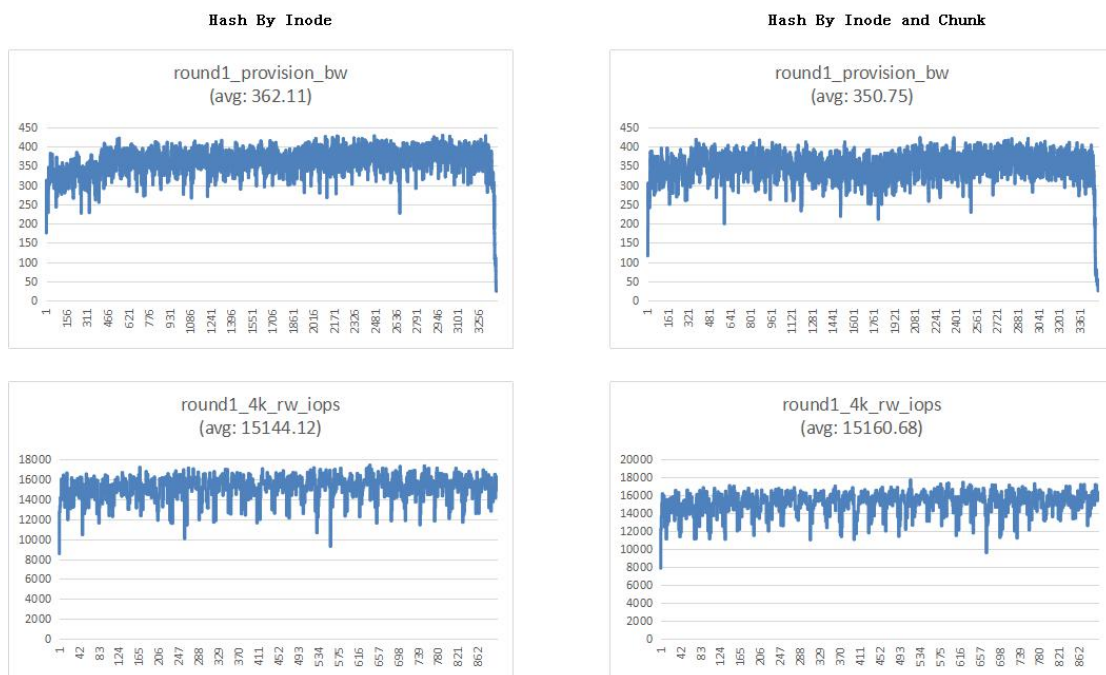 Hash By Inode
Hash By Inode and Chunk
round1_provision_bw
(avg: 362.11)
450
400
350
300
250
200
150
100
50
0
1 156 311 466 621 776 931 1086 1241 1396 1551 1706 1861 2016 2171 2326 2481 2636 2791 2946 3101 3256
round1_provision_bw
(avg: 350.75)
450
400
350
300
250
200
150
100
50
0
1 161 321 481 641 801 961 1121 1281 1441 1601 1761 1921 2081 2241 2401 2561 2721 2881 3041 3201 3361
round1_4k_rw_iops
(avg: 15144.12)
18000
16000
14000
12000
10000
8000
6000
4000
2000
0
1 42 83 124 165 206 247 288 329 370 411 452 493 534 575 616 657 698 739 780 821 862
round1_4k_rw_iops
(avg: 15160.68)
20000
18000
16000
14000
12000
10000
8000
6000
4000
2000
0
1 42 83 124 165 206 247 288 329 370 411 452 493 534 575 616 657 698 739 780 821 862